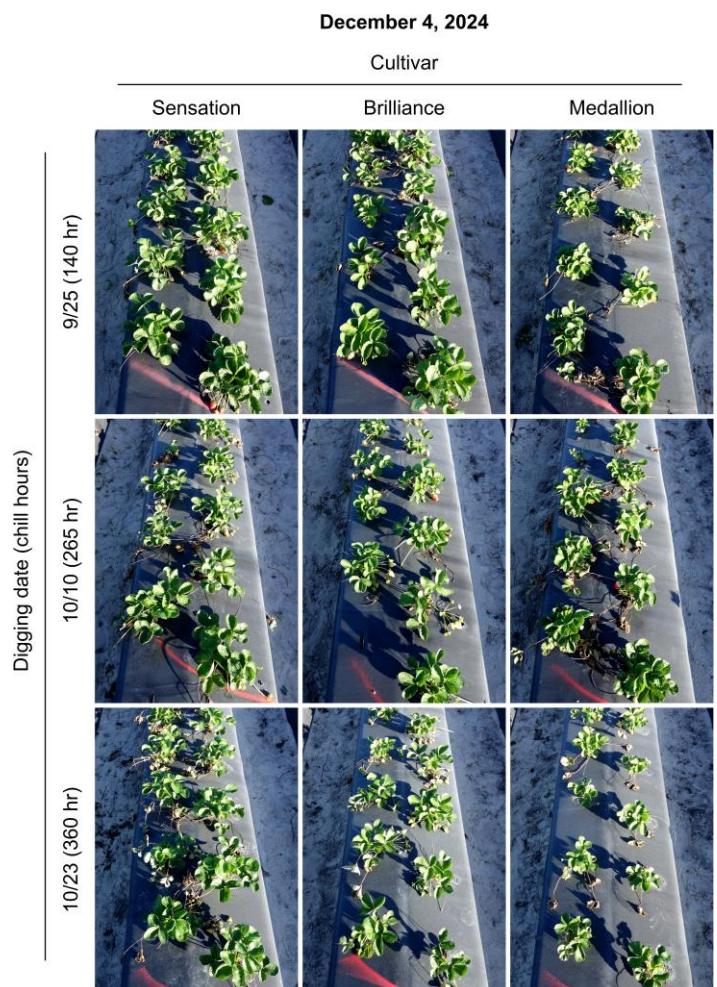 December 4, 2024
Cultivar
Sensation Brilliance Medallion
Digging date (chill hours)
9/25 (140 hr)
10/10 (265 hr)
10/23 (360 hr)